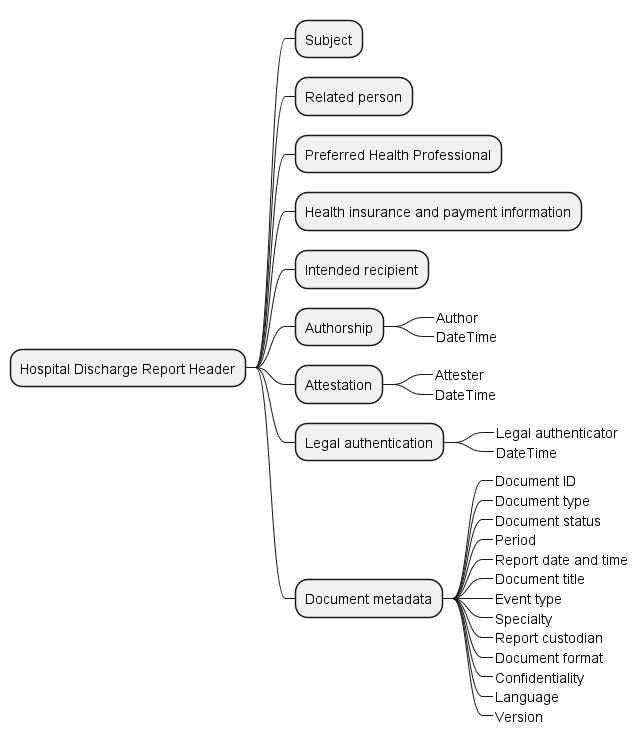 Hospital Discharge Report Header
Subject
Related person
Preferred Health Professional
Health insurance and payment information
Intended recipient
Authorship
Author
DateTime
Attestation
Attester
DateTime
Legal authentication
Legal authenticator
DateTime
Document metadata
Document ID
Document type
Document status
Period
Report date and time
Document title
Event type
Specialty
Report custodian
Document format
Confidentiality
Language
Version